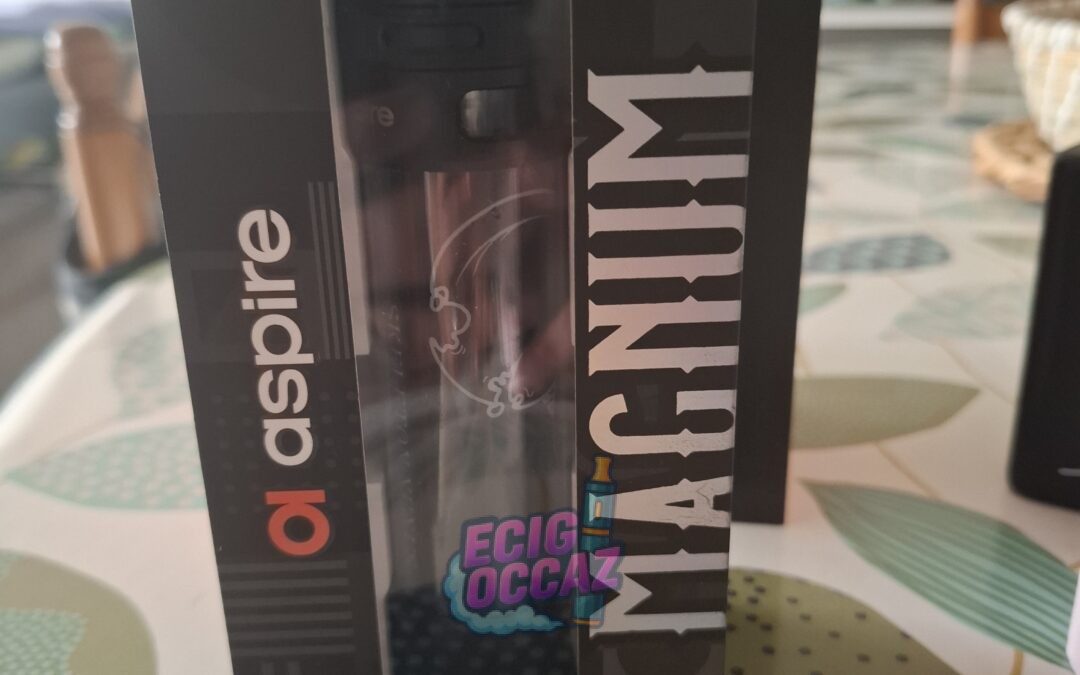 aspire
MAGNUM
ECIG
OCCAZ